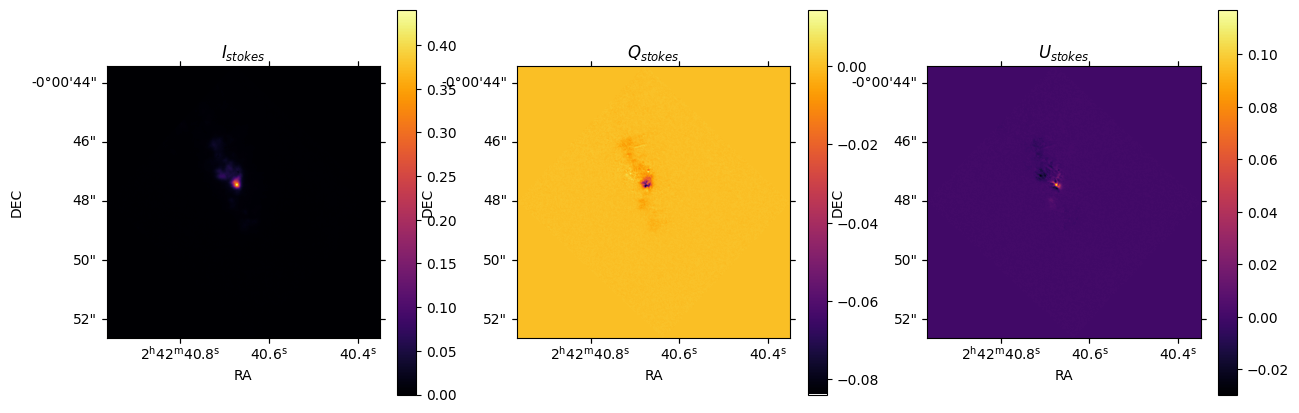 I_stokes
-0°00'44"
46"
48"
50"
52"
DEC
2h42m40.8s
40.6s
40.4s
RA
0.40
0.35
0.30
0.25
0.20
0.15
0.10
0.05
0.00
Q_stokes
-0°00'44"
46"
48"
50"
52"
DEC
2h42m40.8s
40.6s
40.4s
RA
0.00
−0.02
−0.04
−0.06
−0.08
U_stokes
-0°00'44"
46"
48"
50"
52"
DEC
2h42m40.8s
40.6s
40.4s
RA
0.10
0.08
0.06
0.04
0.02
0.00
−0.02